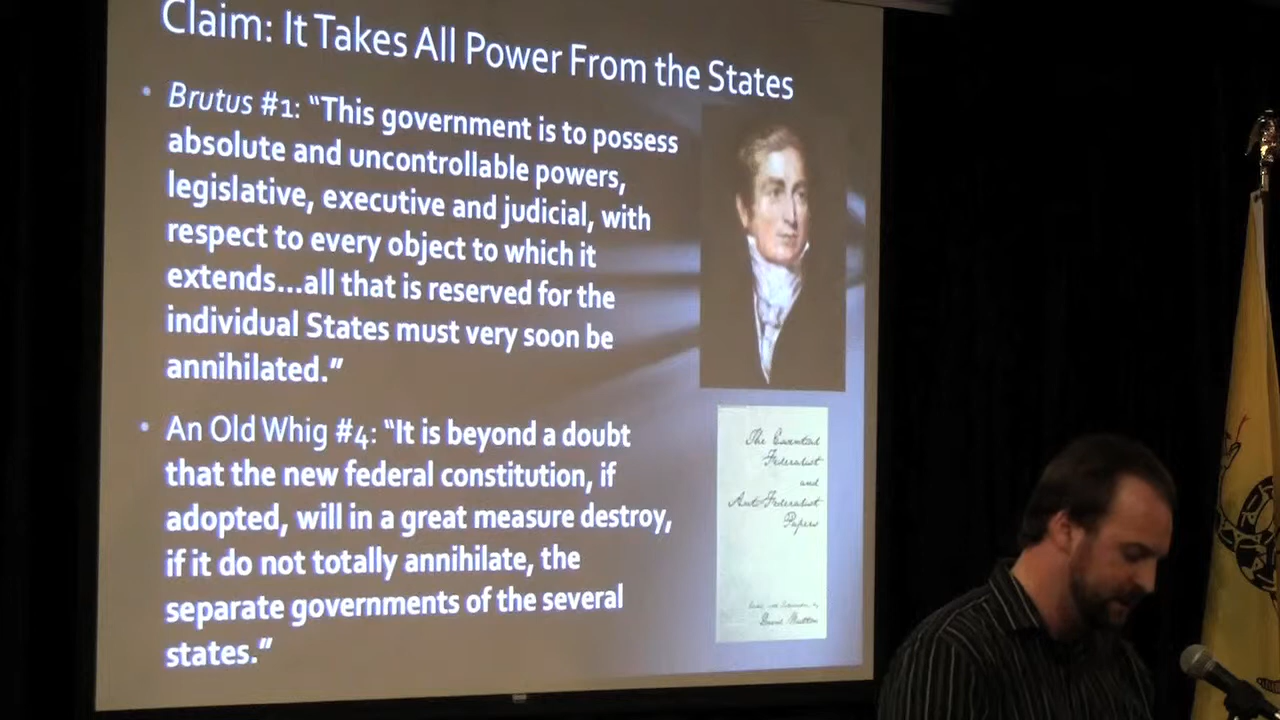 Claim: It Takes All Power From the States
• Brutus #1: “This government is to possess
absolute and uncontrollable powers,
legislative, executive and judicial, with
respect to every object to which it
extends...all that is reserved for the
individual States must very soon be
annihilated.”
• An Old Whig #4: “It is beyond a doubt
that the new federal constitution, if
adopted, will in a great measure destroy,
if it do not totally annihilate, the
separate governments of the several
states.”
The Essential
Federalist
and
Anti-Federalist
Papers